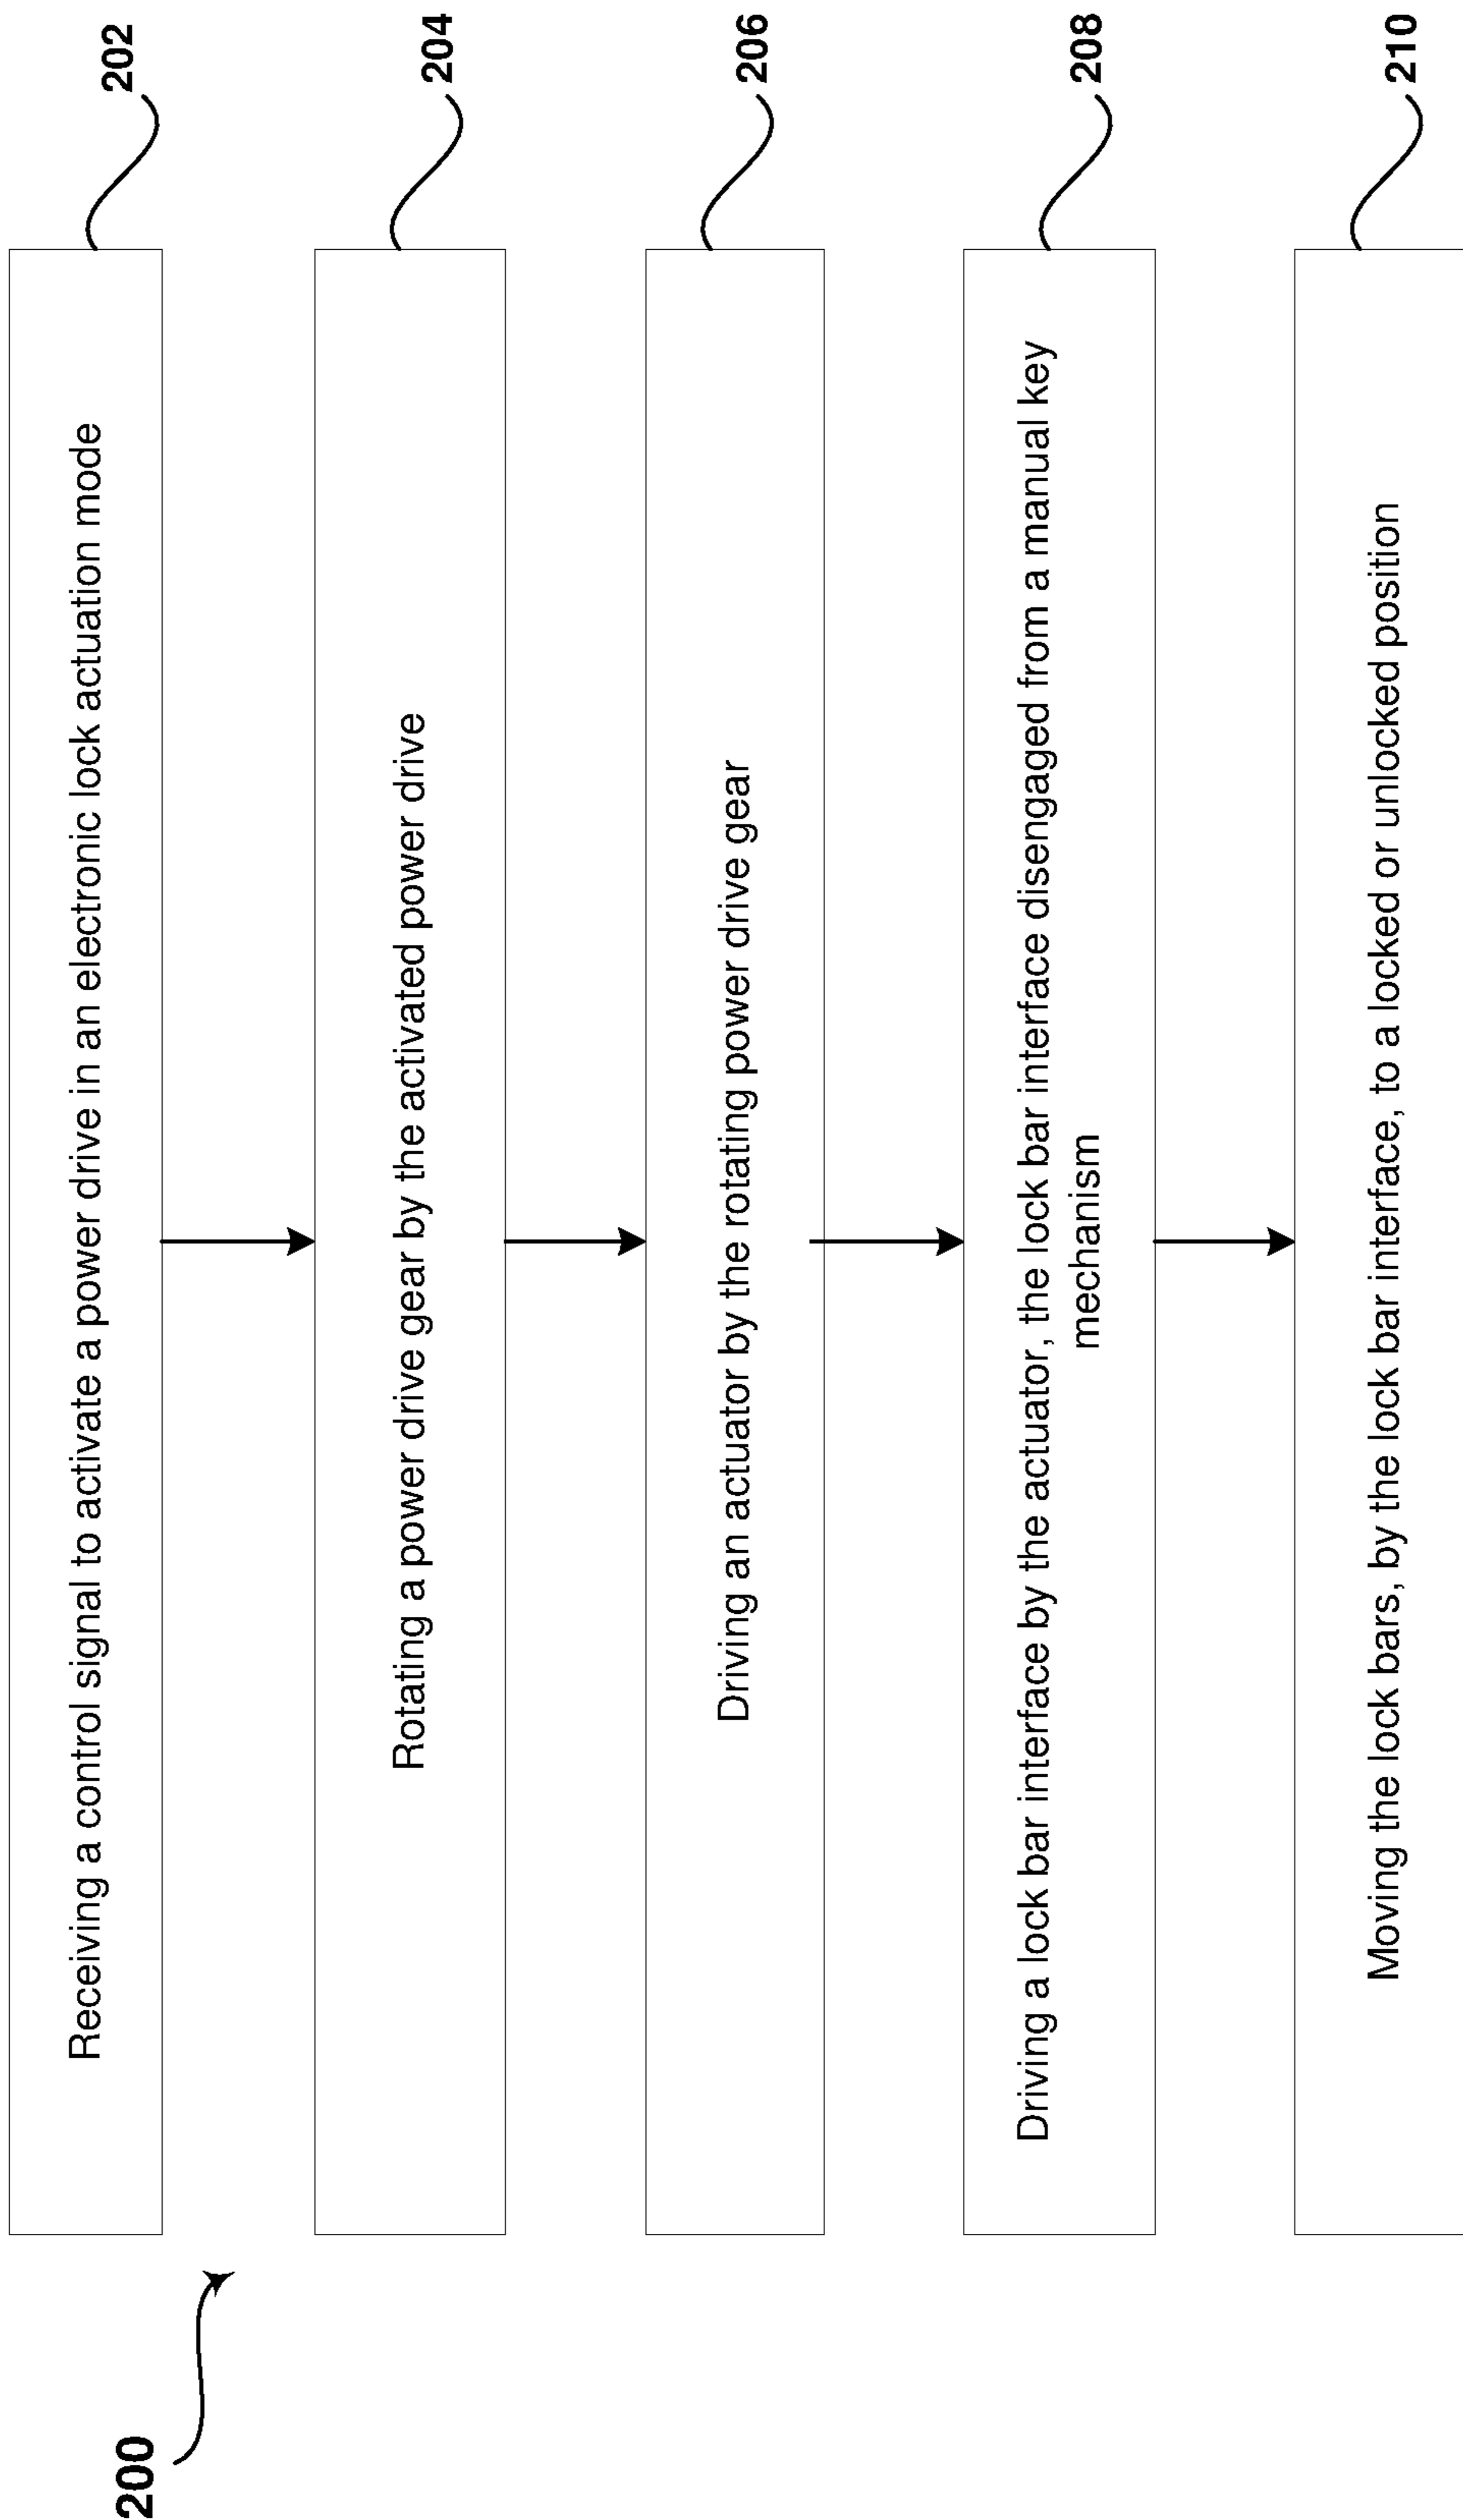 200
Receiving a control signal to activate a power drive in an electronic lock actuation mode
202
Rotating a power drive gear by the activated power drive
204
Driving an actuator by the rotating power drive gear
206
Driving a lock bar interface by the actuator, the lock bar interface disengaged from a manual key
mechanism
208
Moving the lock bars, by the lock bar interface, to a locked or unlocked position
210